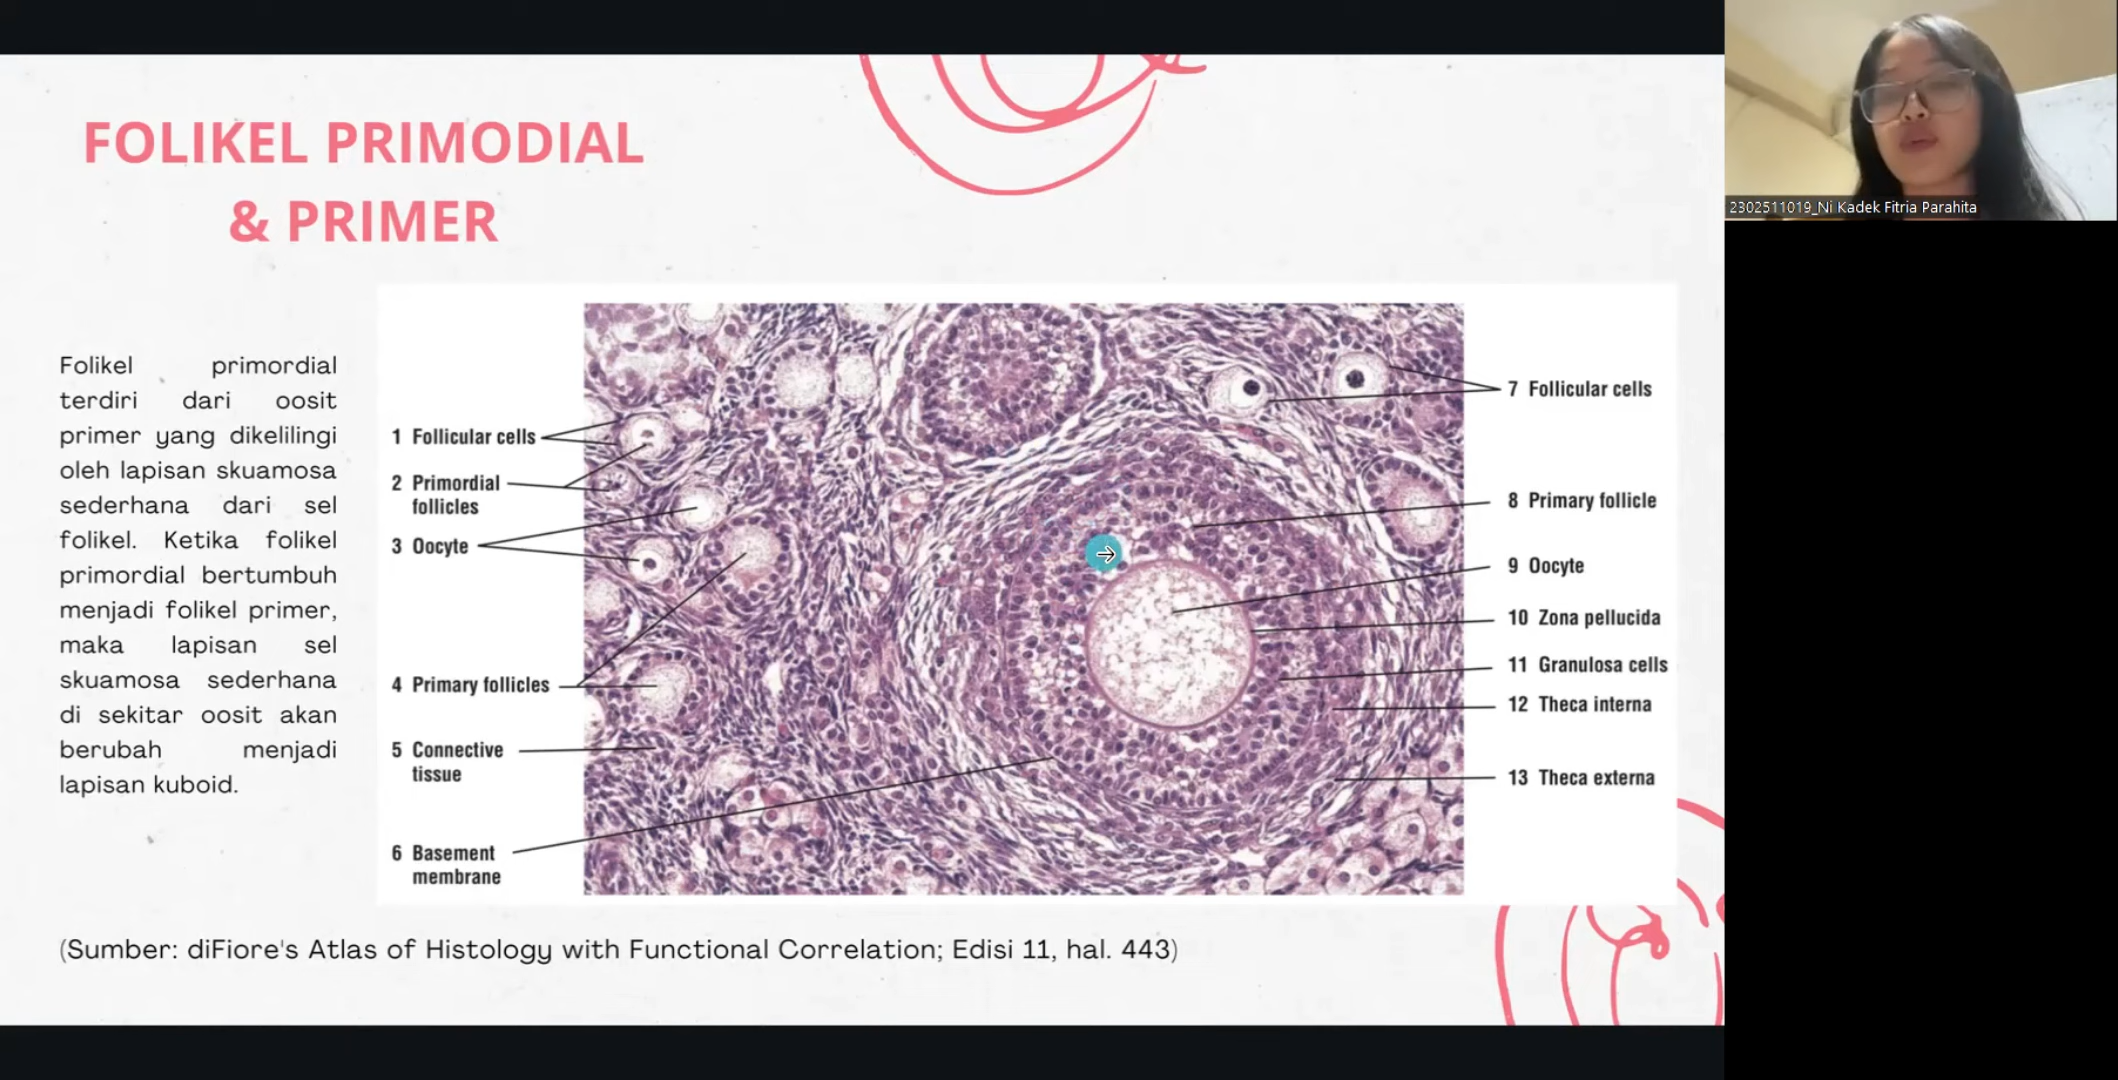 FOLIKEL PRIMODIAL
& PRIMER
Folikel primordial
terdiri dari oosit
primer yang dikelilingi
oleh lapisan skuamosa
sederhana dari sel
folikel. Ketika folikel
primordial bertumbuh
menjadi folikel primer,
maka lapisan sel
skuamosa sederhana
di sekitar oosit akan
berubah menjadi
lapisan kuboid.
1 Follicular cells
2 Primordial
follicles
3 Oocyte
4 Primary follicles
5 Connective
tissue
6 Basement
membrane
7 Follicular cells
8 Primary follicle
9 Oocyte
10 Zona pellucida
11 Granulosa cells
12 Theca interna
13 Theca externa
(Sumber: diFiore's Atlas of Histology with Functional Correlation; Edisi 11, hal. 443)
2302511019_Ni Kadek Fitria Parahita